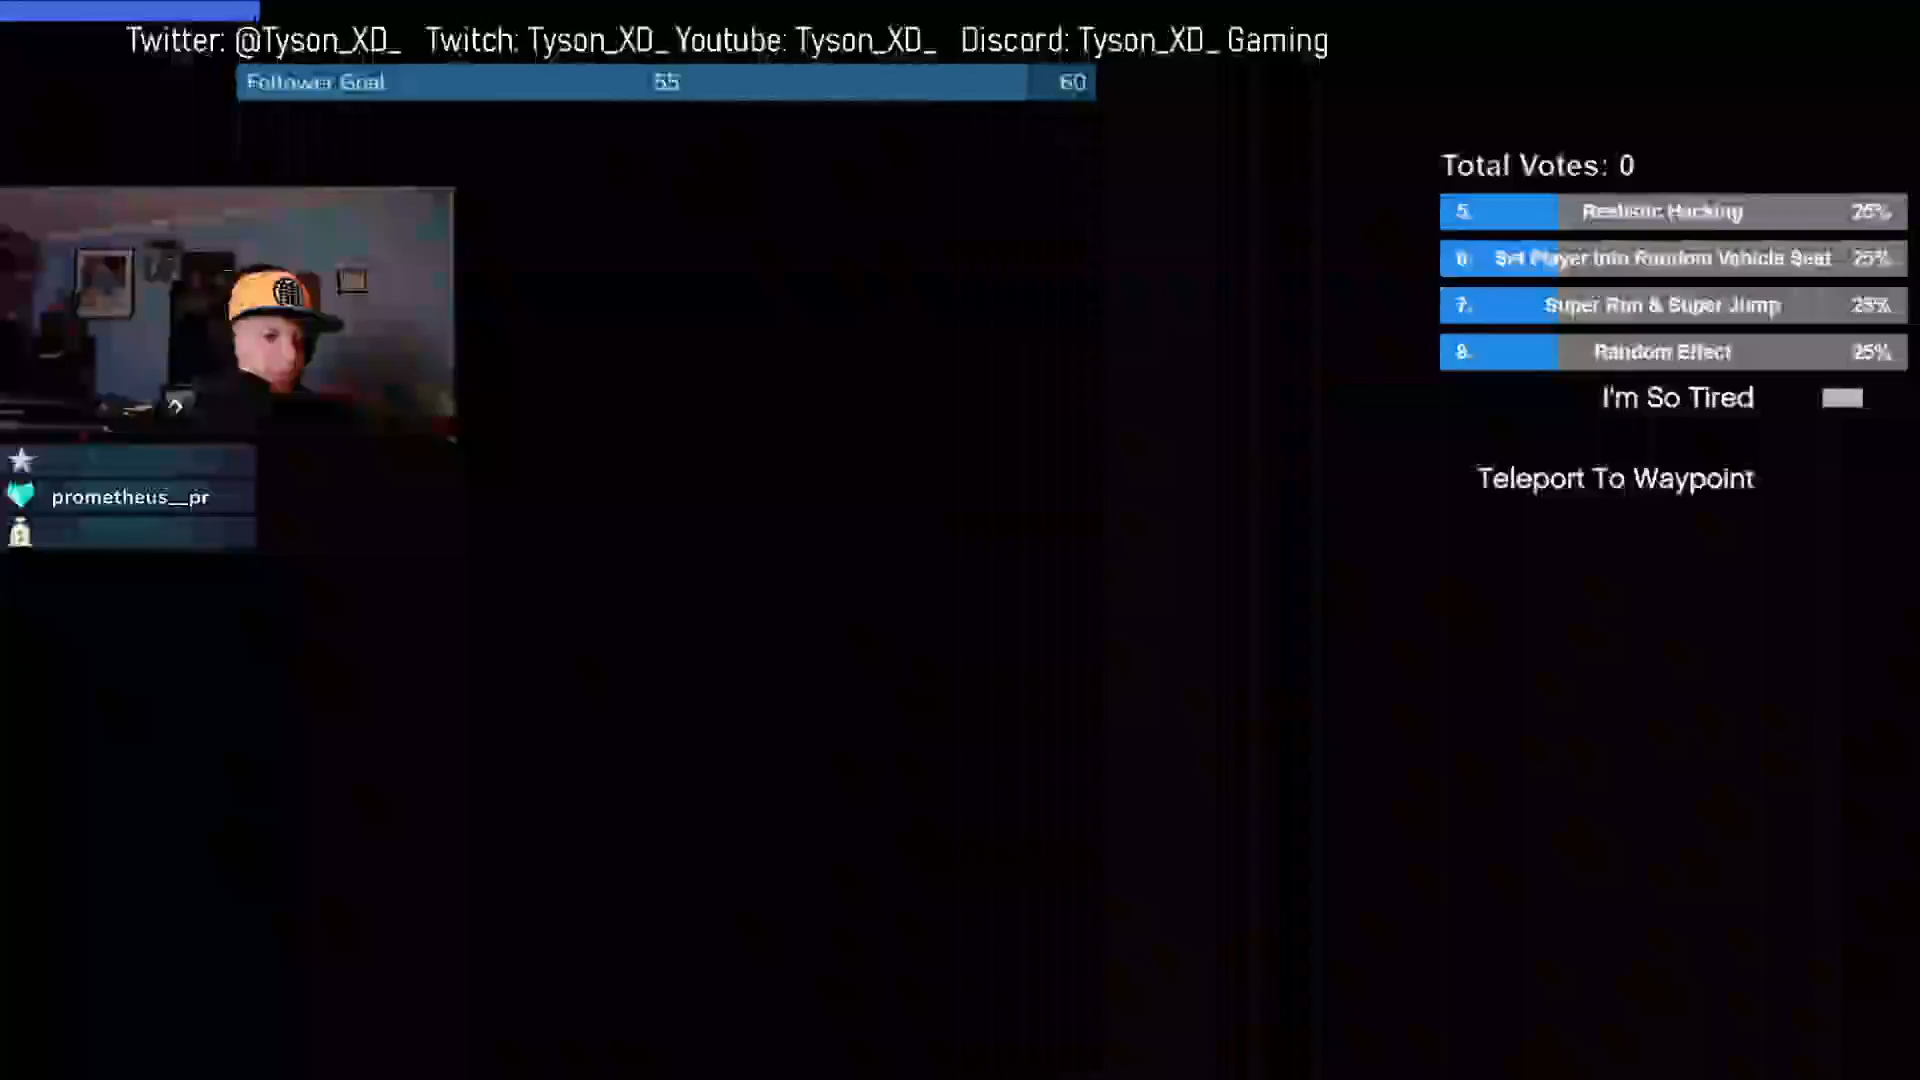 Twitter: @Tyson_XD_ Twitch: Tyson_XD_ Youtube: Tyson_XD_ Discord: Tyson_XD_ Gaming
Follower Goal 55 60
Total Votes: 0
5. Realistic Hacking 25%
6. Set Player Into Random Vehicle Seat 25%
7. Super Run & Super Jump 25%
8. Random Effect 25%
I'm So Tired
Teleport To Waypoint
prometheus__pr